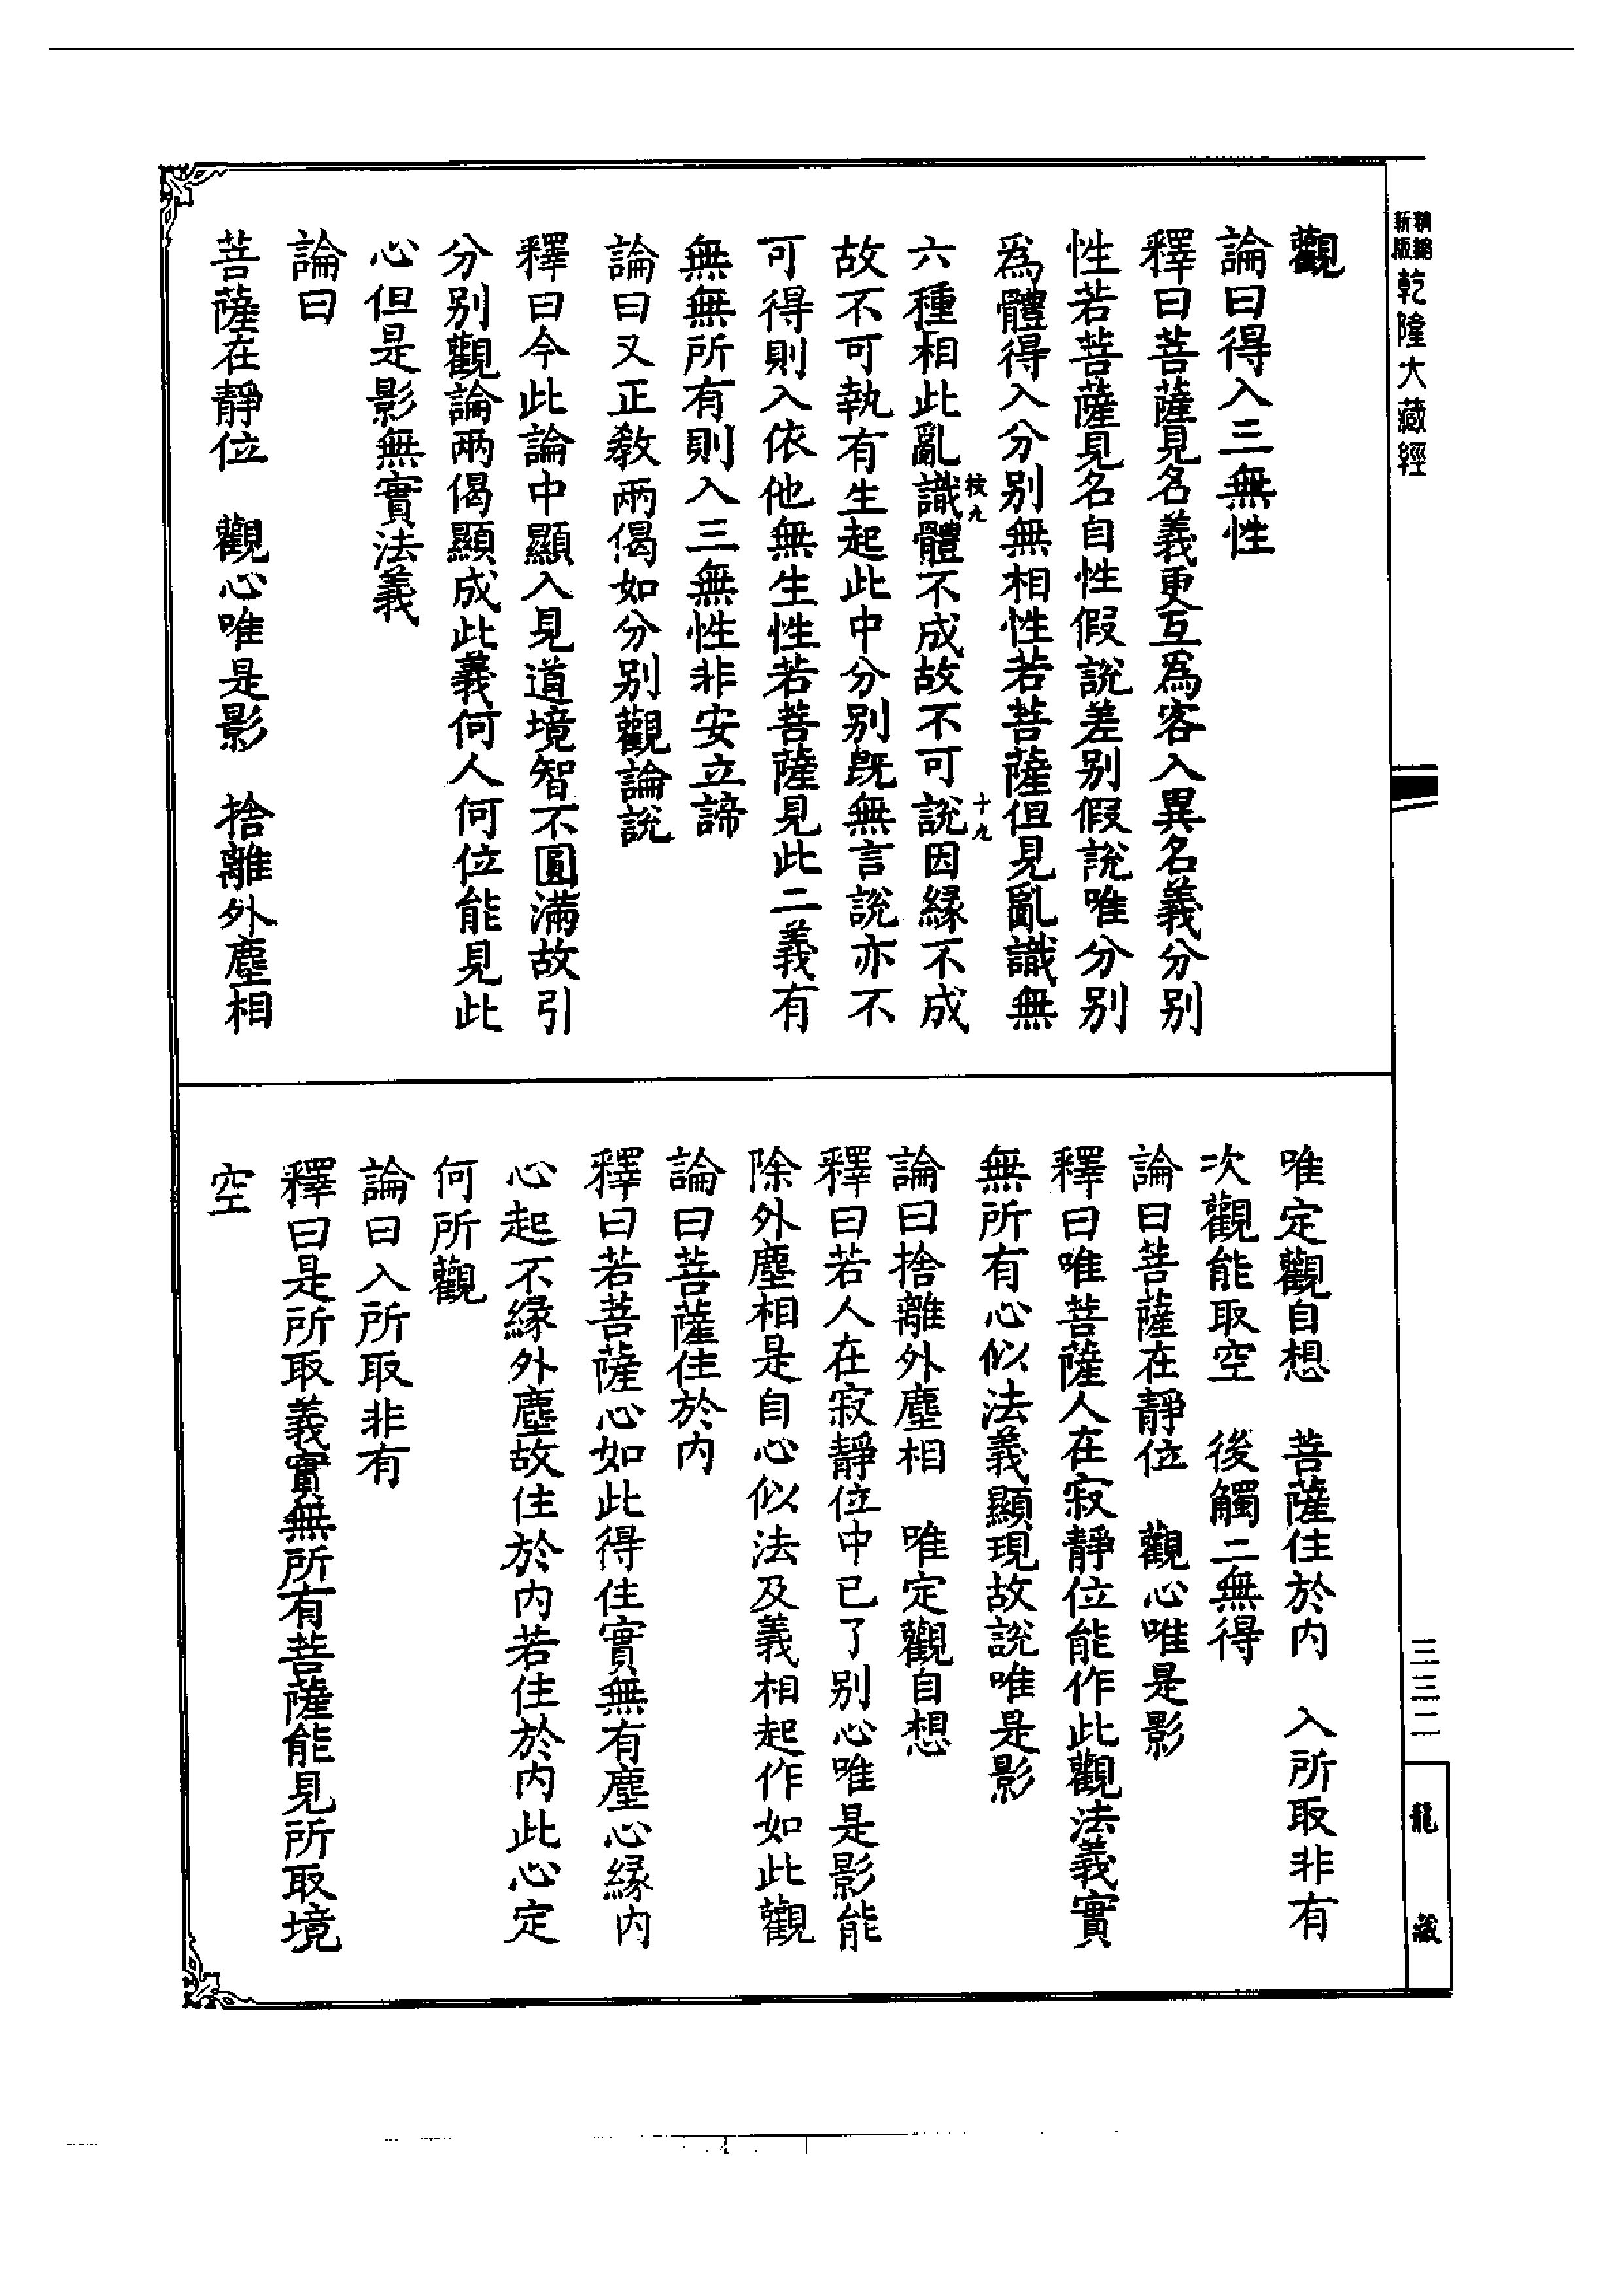 新版精縮乾隆大藏經
觀
論曰得入三無性
釋曰菩薩見名義更互爲客入異名義分别
性若菩薩見名自性假說差别假說唯分别
爲體得入分别無相性若菩薩但見亂識無
六種相此亂識體不成故不可說因緣不成
故不可執有生起此中分别既無言說亦不
可得則入依他無生性若菩薩見此二義有
無無所有則入三無性非安立諦
論曰又正教兩偈如分别觀論說
釋曰今此論中顯入見道境智不圓滿故引
分别觀論兩偈顯成此義何人何位能見此
心但是影無實法義
論曰
菩薩在靜位　觀心唯是影　捨離外塵相
唯定觀自想　菩薩住於内　入所取非有
次觀能取空　後觸二無得
論曰菩薩在靜位　觀心唯是影
釋曰唯菩薩人在寂靜位能作此觀法義實
無所有心似法義顯現故說唯是影
論曰捨離外塵相　唯定觀自想
釋曰若人在寂靜位中已了别心唯是影能
除外塵相是自心似法及義相起作如此觀
論曰菩薩住於内
釋曰若菩薩心如此得住實無有塵心緣内
心起不緣外塵故住於内若住於内此心定
何所觀
論曰入所取非有
釋曰是所取義實無所有菩薩能見所取境
空
三三二
龍藏
十九